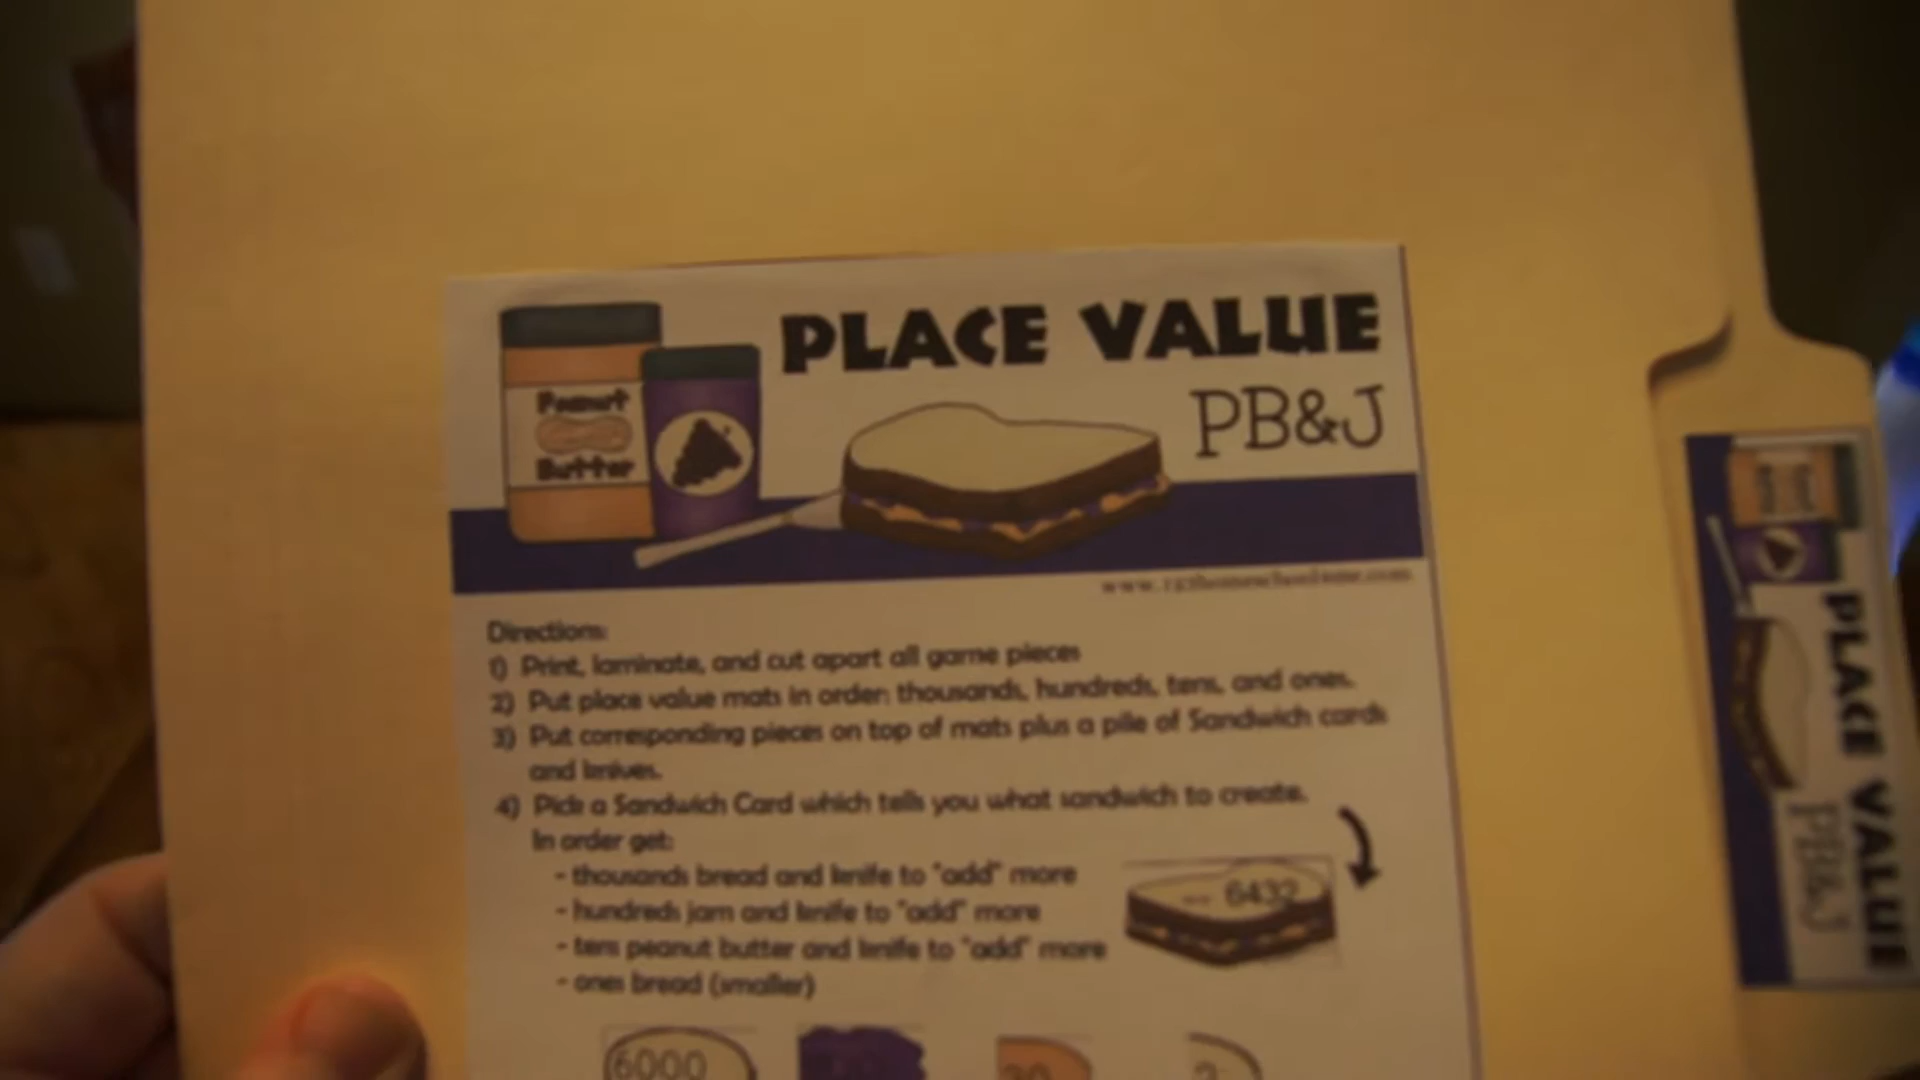 PLACE VALUE
PB&J
Peanut
Butter
Directions:
1) Print, laminate, and cut apart all game pieces
2) Put place value mats in order: thousands, hundreds, tens, and ones.
3) Put corresponding pieces on top of mats plus a pile of Sandwich cards
and knives.
4) Pick a Sandwich Card which tells you what sandwich to create.
In order get:
- thousands bread and knife to "add" more
- hundreds jam and knife to "add" more
- tens peanut butter and knife to "add" more
- ones bread (smaller)
6432
6000
30
2
PLACE VALUE
PB&J